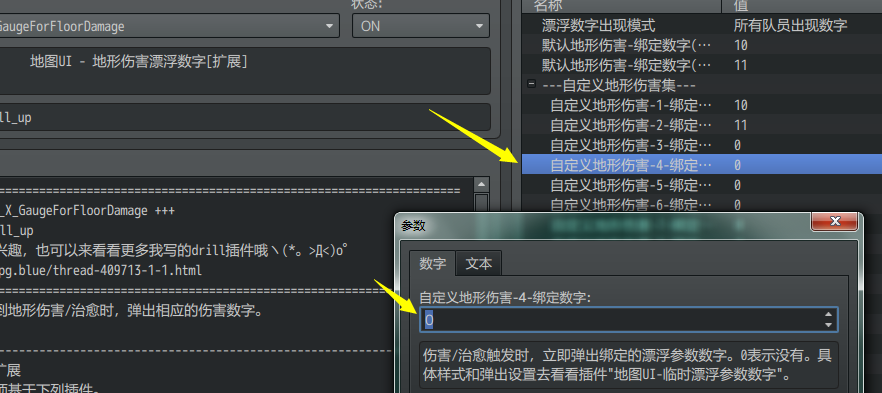 状态:
GaugeForFloorDamage
ON
地图UI - 地形伤害漂浮数字[扩展]
ll_up
_X_GaugeForFloorDamage +++
ll_up
兴趣，也可以来看看更多我写的drill插件哦ヽ(*。>Д<)o゜
pg.blue/thread-409713-1-1.html
到地形伤害/治愈时，弹出相应的伤害数字。
扩展
而基于下列插件。
名称 值
漂浮数字出现模式 所有队员出现数字
默认地形伤害-绑定数字(… 10
默认地形伤害-绑定数字(… 11
---自定义地形伤害集---
自定义地形伤害-1-绑定… 10
自定义地形伤害-2-绑定… 11
自定义地形伤害-3-绑定… 0
自定义地形伤害-4-绑定… 0
自定义地形伤害-5-绑定… 0
自定义地形伤害-6-绑定… 0
参数
数字 文本
自定义地形伤害-4-绑定数字:
0
伤害/治愈触发时，立即弹出绑定的漂浮参数数字。0表示没有。具
体样式和弹出设置去看看插件"地图UI-临时漂浮参数数字"。